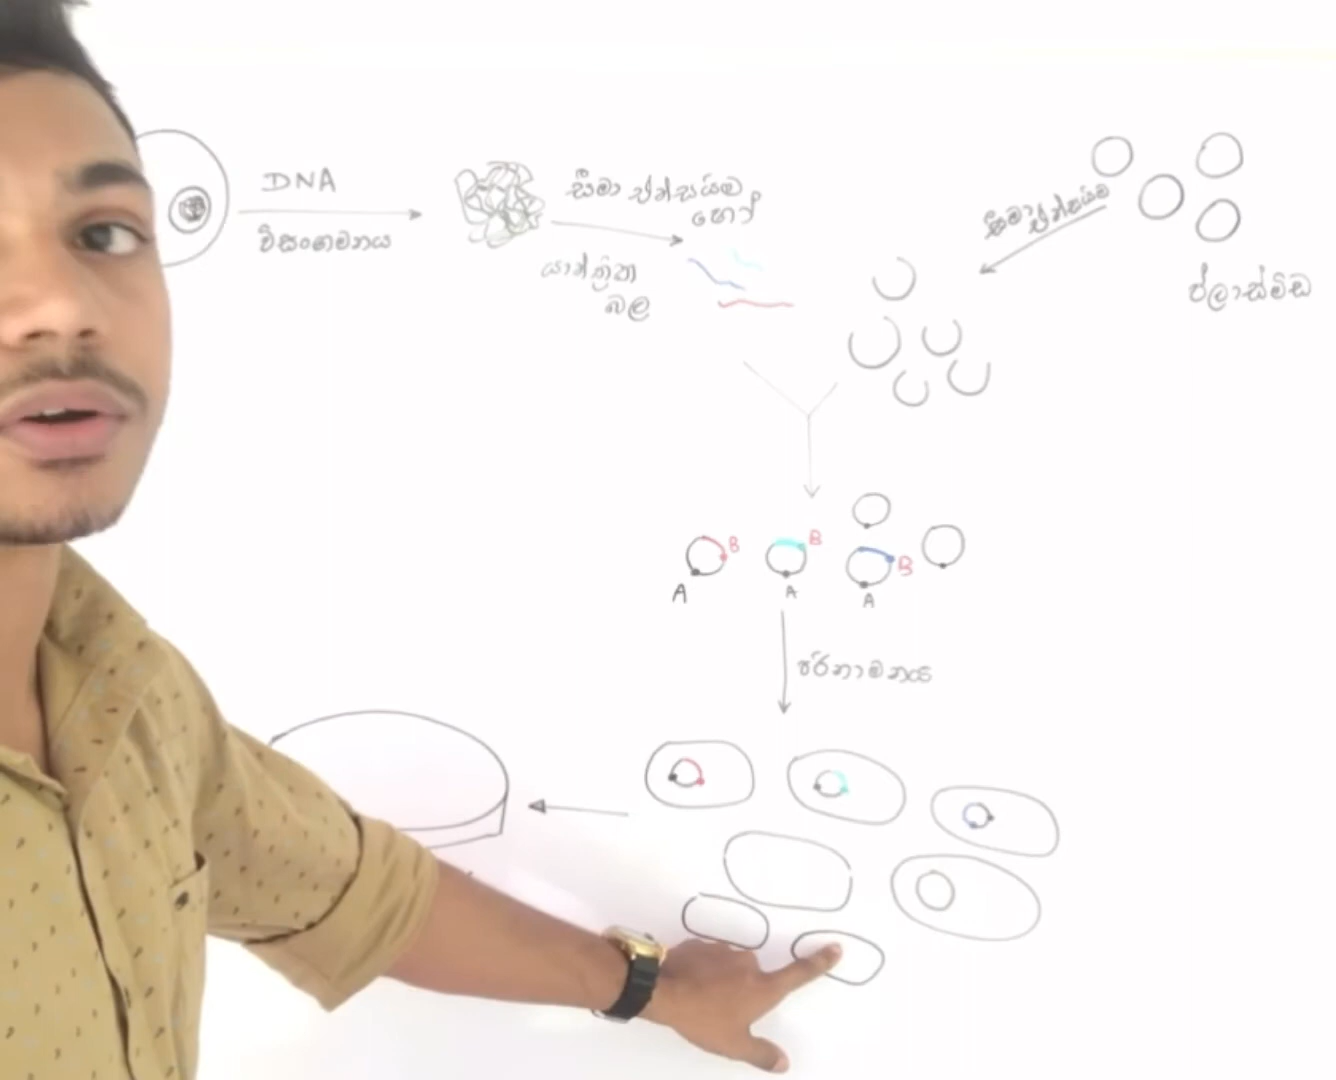 DNA
විසංගමනය
සීමා එන්සයිම
හෝ
යාන්ත්‍රික
බල
සීමා එන්සයිම
ප්ලාස්මිඩ
B
B
B
A
A
A
පරිනාමනය